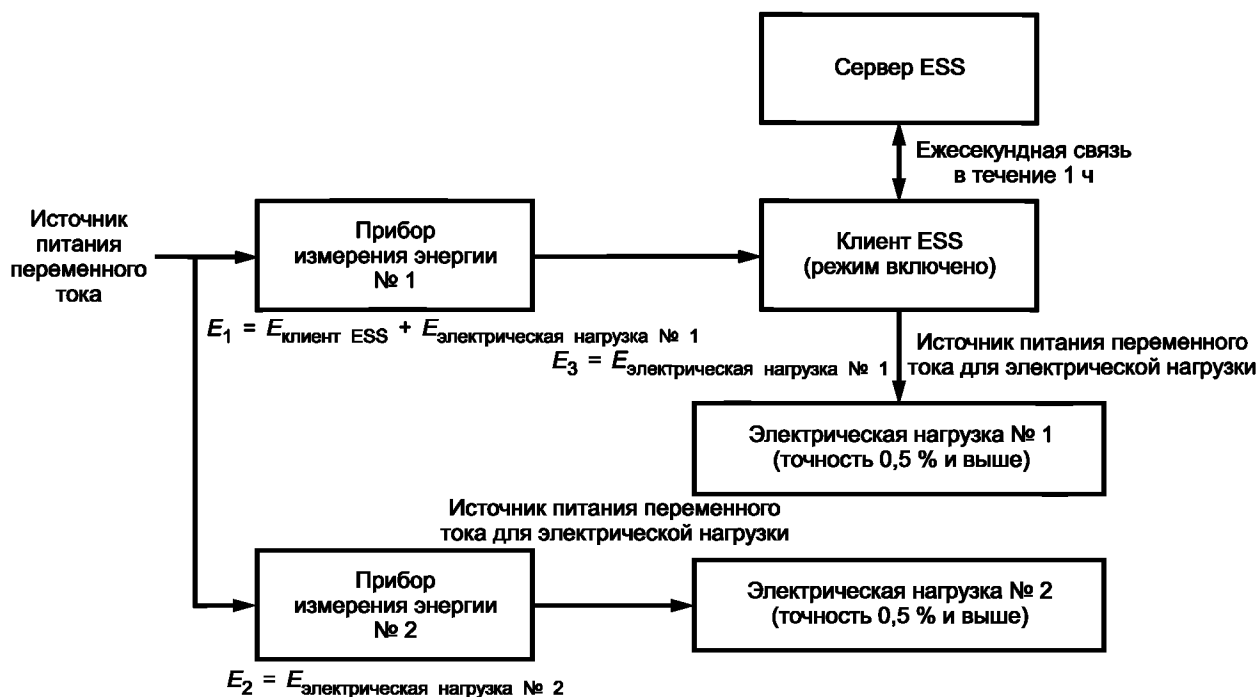 Сервер ESS
Ежесекундная связь
в течение 1 ч
Источник
питания
переменного
тока
Прибор
измерения энергии
№ 1
Клиент ESS
(режим включено)
E1 = Eклиент ESS + Eэлектрическая нагрузка № 1
Источник питания переменного
тока для электрической нагрузки
E3 = Eэлектрическая нагрузка № 1
Электрическая нагрузка № 1
(точность 0,5 % и выше)
Источник питания переменного
тока для электрической нагрузки
Прибор
измерения энергии
№ 2
Электрическая нагрузка № 2
(точность 0,5 % и выше)
E2 = Eэлектрическая нагрузка № 2